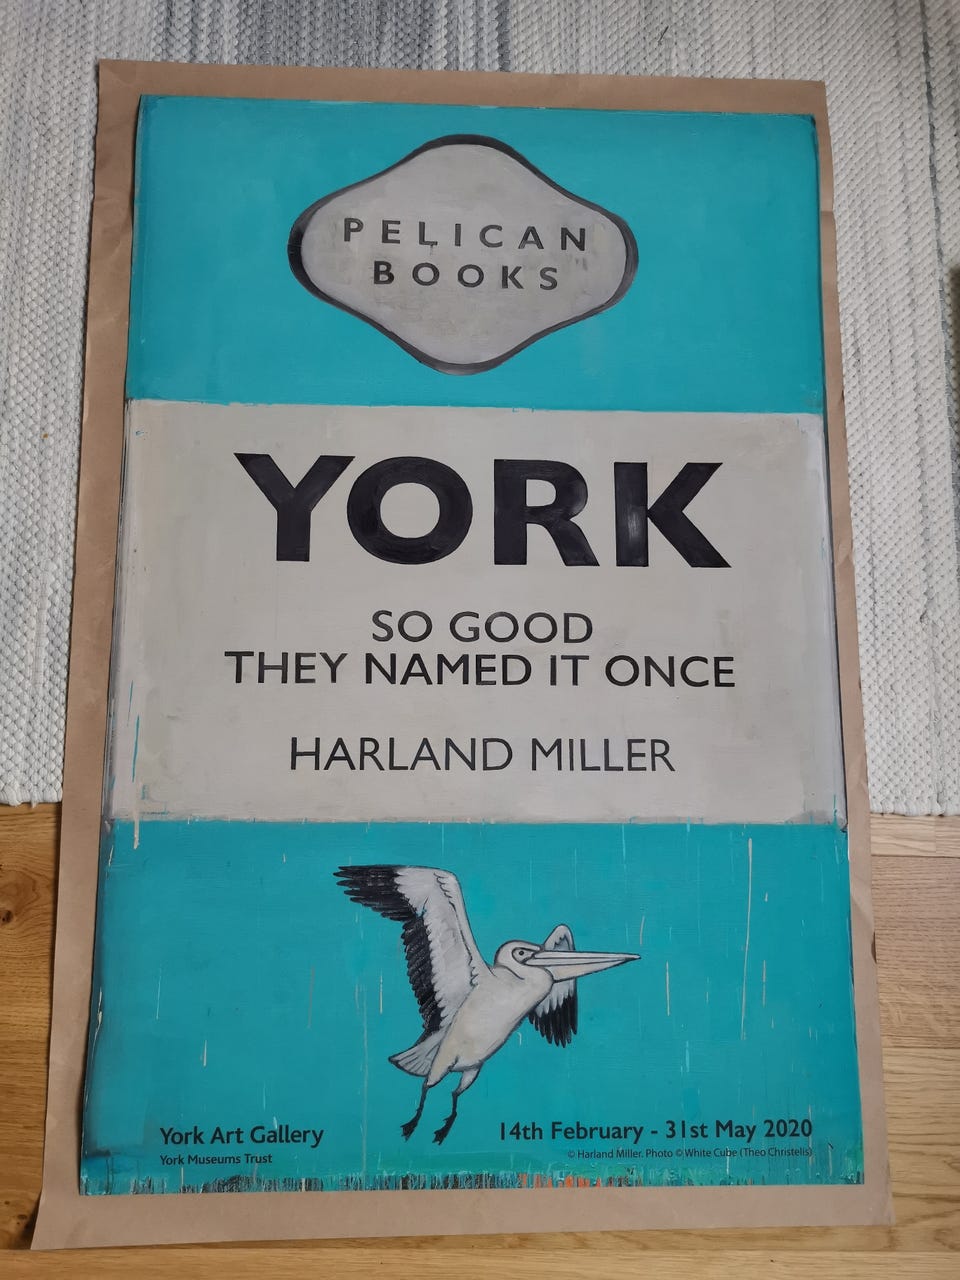 PELICAN
BOOKS
YORK
SO GOOD
THEY NAMED IT ONCE
HARLAND MILLER
York Art Gallery
York Museums Trust
14th February - 31st May 2020
© Harland Miller. Photo © White Cube (Theo Christelis)